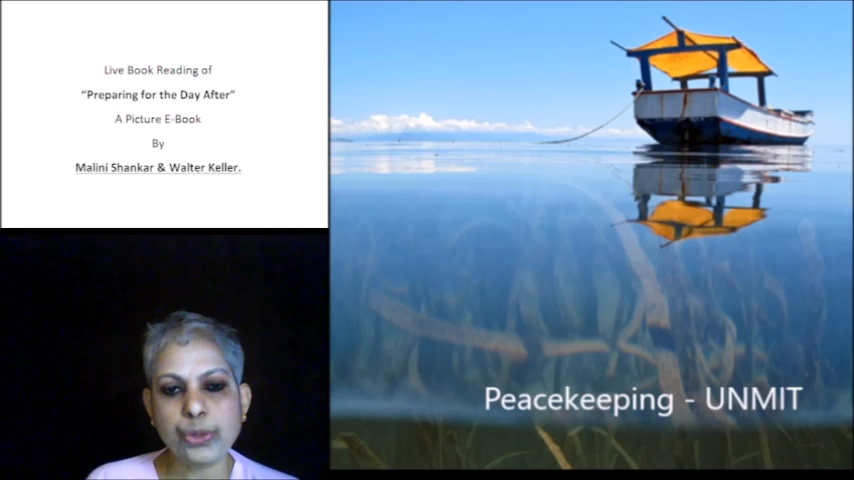 Live Book Reading of
“Preparing for the Day After”
A Picture E-Book
By
Malini Shankar & Walter Keller.
Peacekeeping - UNMIT